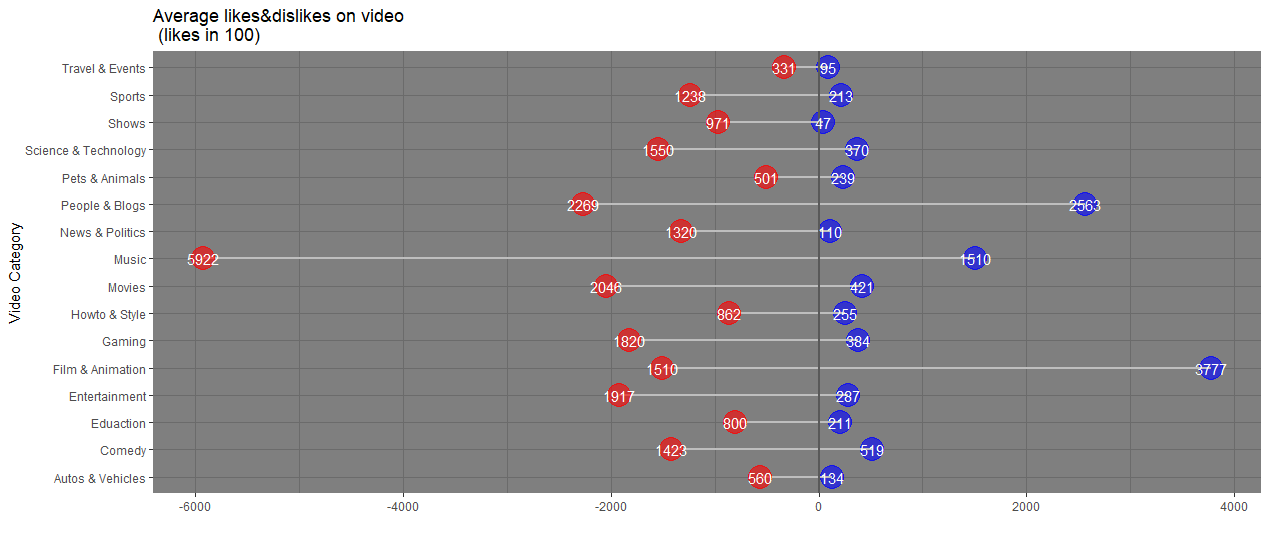 Average likes&dislikes on video
(likes in 100)
Video Category
Travel & Events 331 95
Sports 1238 213
Shows 971 47
Science & Technology 1550 370
Pets & Animals 501 239
People & Blogs 2269 2563
News & Politics 1320 110
Music 5922 1510
Movies 2046 421
Howto & Style 862 255
Gaming 1820 384
Film & Animation 1510 3777
Entertainment 1917 287
Eduaction 800 211
Comedy 1423 519
Autos & Vehicles 560 134
-6000 -4000 -2000 0 2000 4000